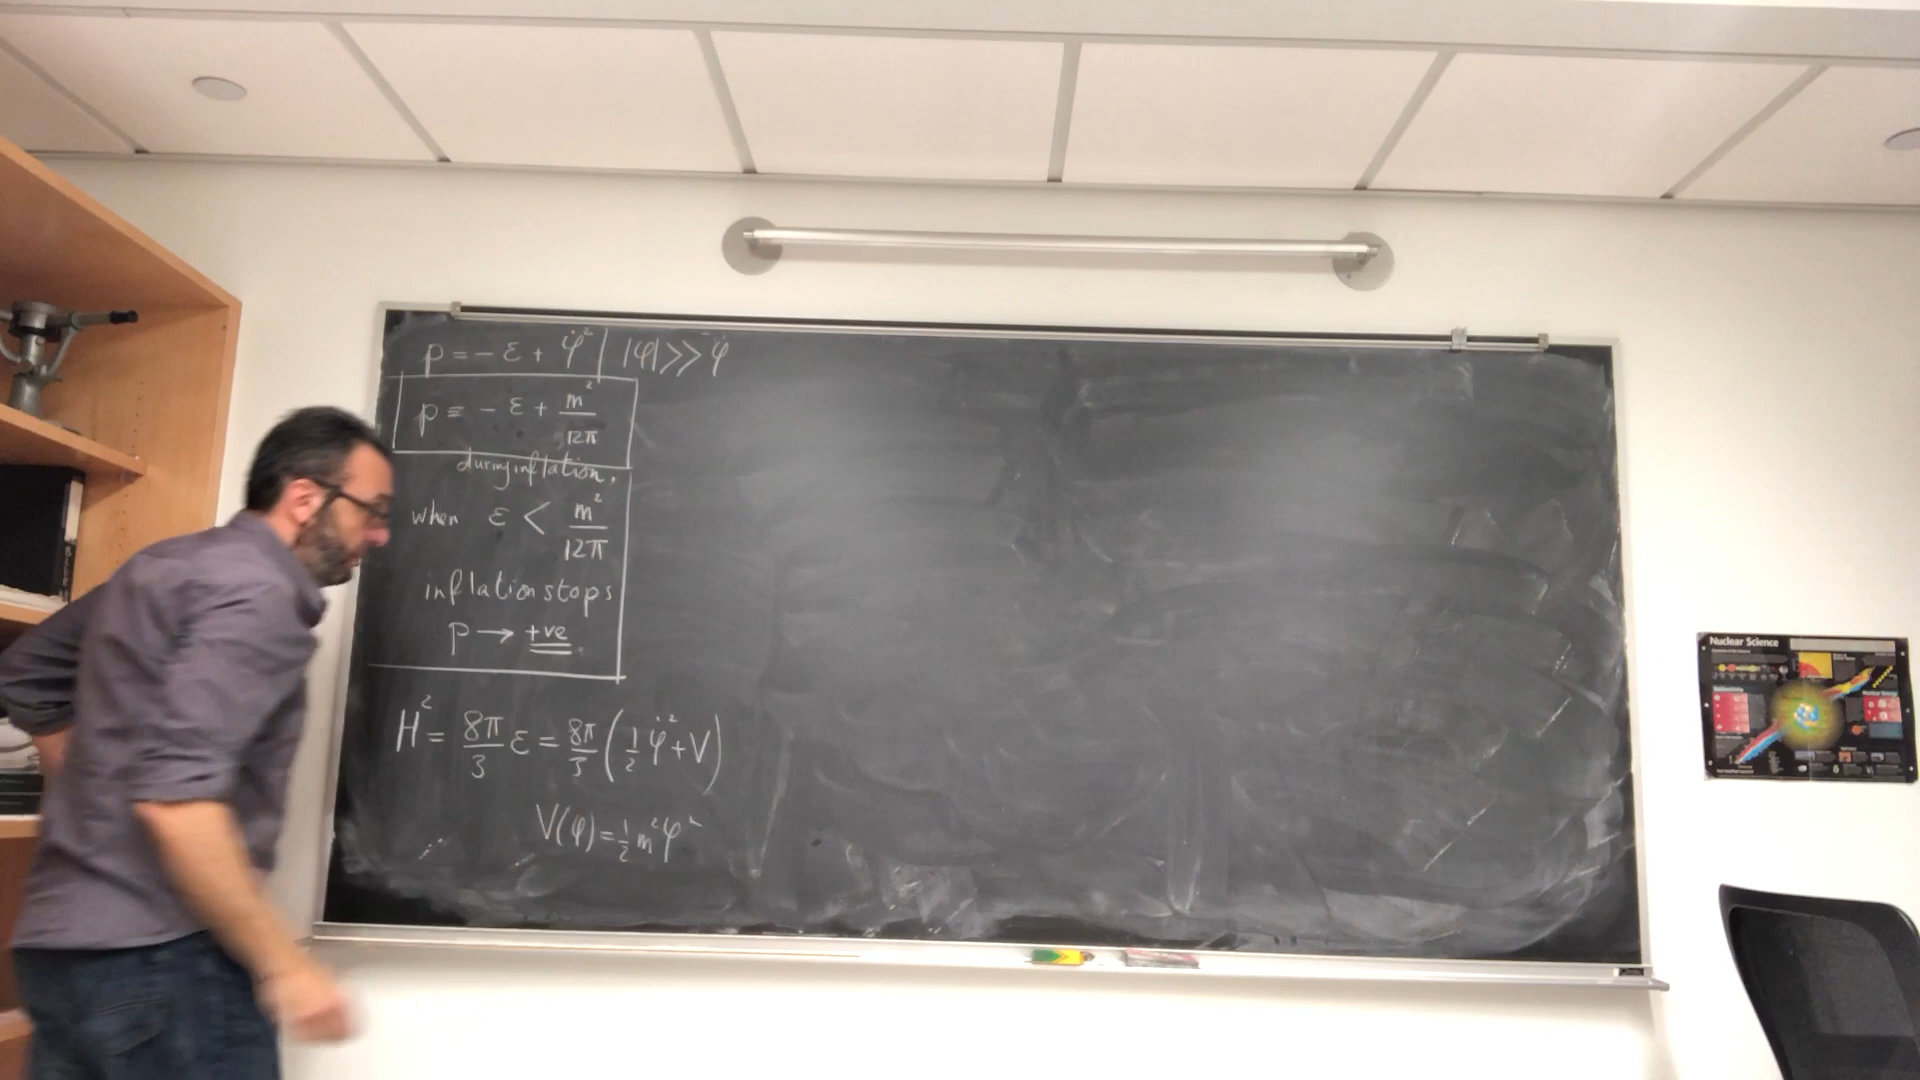 p = - ε + φ̇² | |φ| >> φ̇
p = - ε + m²/12π
during inflation.
when ε < m²/12π
inflation stops
p → +ve
H² = 8π/3 ε = 8π/3 (1/2 φ̇² + V)
V(φ) = 1/2 m² φ²
Nuclear Science